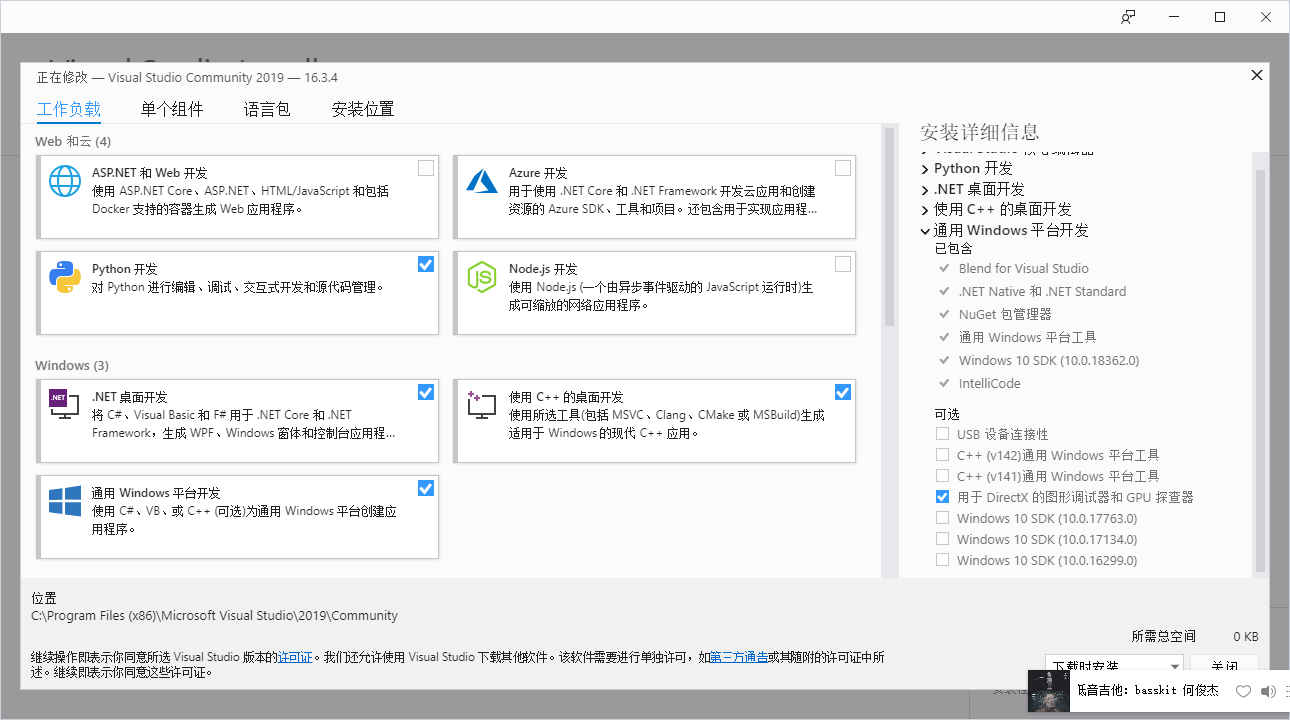 正在修改 — Visual Studio Community 2019 — 16.3.4
工作负载 单个组件 语言包 安装位置
Web 和云 (4)
ASP.NET 和 Web 开发
使用 ASP.NET Core、ASP.NET、HTML/JavaScript 和包括
Docker 支持的容器生成 Web 应用程序。
Azure 开发
用于使用 .NET Core 和 .NET Framework 开发云应用和创建
资源的 Azure SDK、工具和项目。还包含用于实现应用程...
Python 开发
对 Python 进行编辑、调试、交互式开发和源代码管理。
Node.js 开发
使用 Node.js (一个由异步事件驱动的 JavaScript 运行时)生
成可缩放的网络应用程序。
Windows (3)
.NET 桌面开发
将 C#、Visual Basic 和 F# 用于 .NET Core 和 .NET
Framework，生成 WPF、Windows 窗体和控制台应用程...
使用 C++ 的桌面开发
使用所选工具(包括 MSVC、Clang、CMake 或 MSBuild)生成
适用于 Windows 的现代 C++ 应用。
通用 Windows 平台开发
使用 C#、VB、或 C++ (可选)为通用 Windows 平台创建应
用程序。
安装详细信息
Python 开发
.NET 桌面开发
使用 C++ 的桌面开发
通用 Windows 平台开发
已包含
Blend for Visual Studio
.NET Native 和 .NET Standard
NuGet 包管理器
通用 Windows 平台工具
Windows 10 SDK (10.0.18362.0)
IntelliCode
可选
USB 设备连接性
C++ (v142)通用 Windows 平台工具
C++ (v141)通用 Windows 平台工具
用于 DirectX 的图形调试器和 GPU 探查器
Windows 10 SDK (10.0.17763.0)
Windows 10 SDK (10.0.17134.0)
Windows 10 SDK (10.0.16299.0)
位置
C:\Program Files (x86)\Microsoft Visual Studio\2019\Community
继续操作即表示你同意所选 Visual Studio 版本的许可证。我们还允许使用 Visual Studio 下载其他软件。该软件需要进行单独许可，如第三方通告或其随附的许可证中所
述。继续即表示你同意这些许可证。
所需总空间 0 KB
下载时安装 关闭
低音吉他：basskit 何俊杰